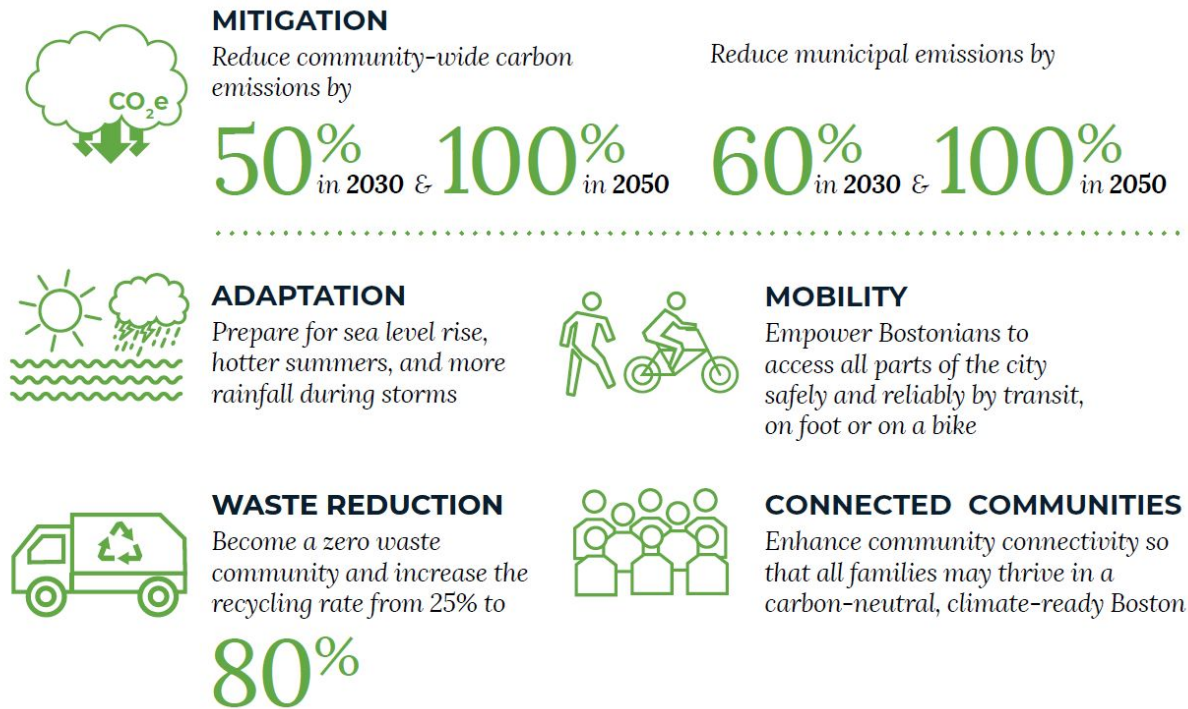 MITIGATION
Reduce community-wide carbon
emissions by
50% in 2030 & 100% in 2050
Reduce municipal emissions by
60% in 2030 & 100% in 2050
CO2e
ADAPTATION
Prepare for sea level rise,
hotter summers, and more
rainfall during storms
MOBILITY
Empower Bostonians to
access all parts of the city
safely and reliably by transit,
on foot or on a bike
WASTE REDUCTION
Become a zero waste
community and increase the
recycling rate from 25% to
80%
CONNECTED COMMUNITIES
Enhance community connectivity so
that all families may thrive in a
carbon-neutral, climate-ready Boston